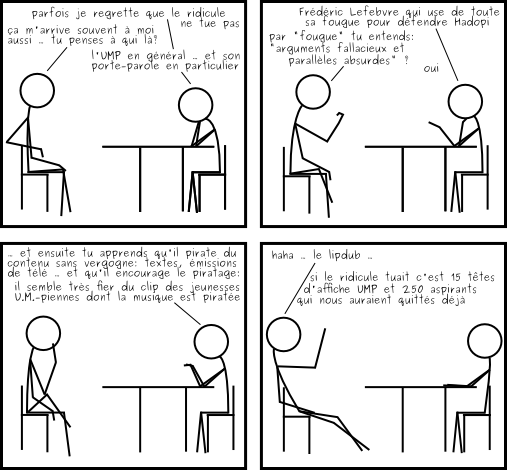 parfois je regrette que le ridicule
ne tue pas
ça m'arrive souvent à moi
aussi .. tu penses à qui là?
l'UMP en général .. et son
porte-parole en particulier
Frédéric Lefebvre qui use de toute
sa fougue pour défendre Hadopi
par "fougue" tu entends:
"arguments fallacieux et
parallèles absurdes" ?
oui
.. et ensuite tu apprends qu'il pirate du
contenu sans vergogne: textes, émissions
de télé .. et qu'il encourage le piratage:
il semble très fier du clip des jeunesses
U.M.-piennes dont la musique est piratée
haha .. le lipdub ..
si le ridicule tuait c'est 15 têtes
d'affiche UMP et 250 aspirants
qui nous auraient quittés déjà